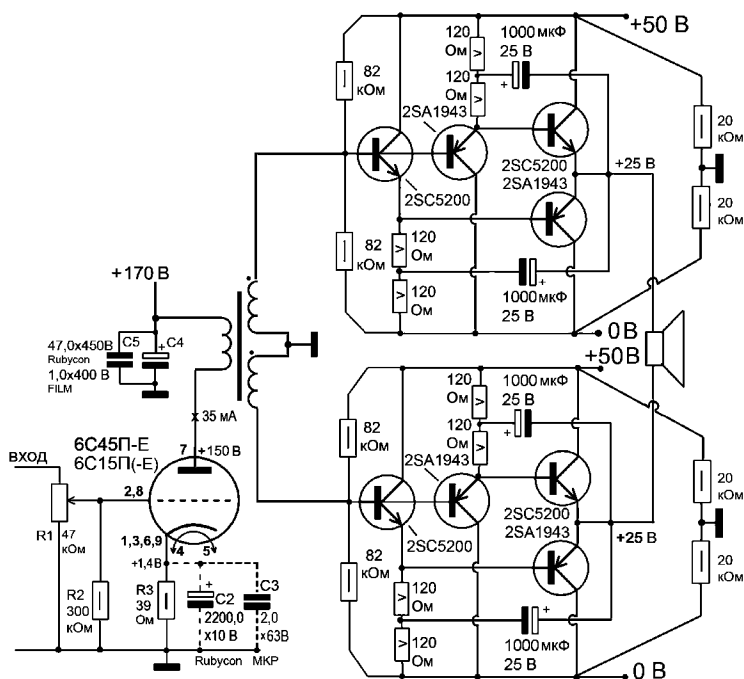 +50 В
120
Ом
1000 мкФ
25 В
82
кОм
120
Ом
2SA1943
20
кОм
2SC5200
2SA1943
+25 В
2SC5200
20
кОм
82
кОм
120
Ом
+
+170 В
120
Ом
1000 мкФ
25 В
+
0 В
47,0х450В
Rubycon
1,0х400 В
FILM
C5
+
C4
+50 В
120
Ом
1000 мкФ
25 В
х 35 мА
82
кОм
120
Ом
+
6С45П-Е
6С15П(-Е)
7
+150 В
2SA1943
20
кОм
ВХОД
2,8
2SC5200
2SA1943
+25 В
R1
47
кОм
1,3,6,9
4
5
2SC5200
20
кОм
+1,4В
82
кОм
R2
300
кОм
R3
39
Ом
+
C2
2200,0
х10 В
Rubycon
C3
2,0
х63В
МКР
120
Ом
120
Ом
1000 мкФ
25 В
+
0 В